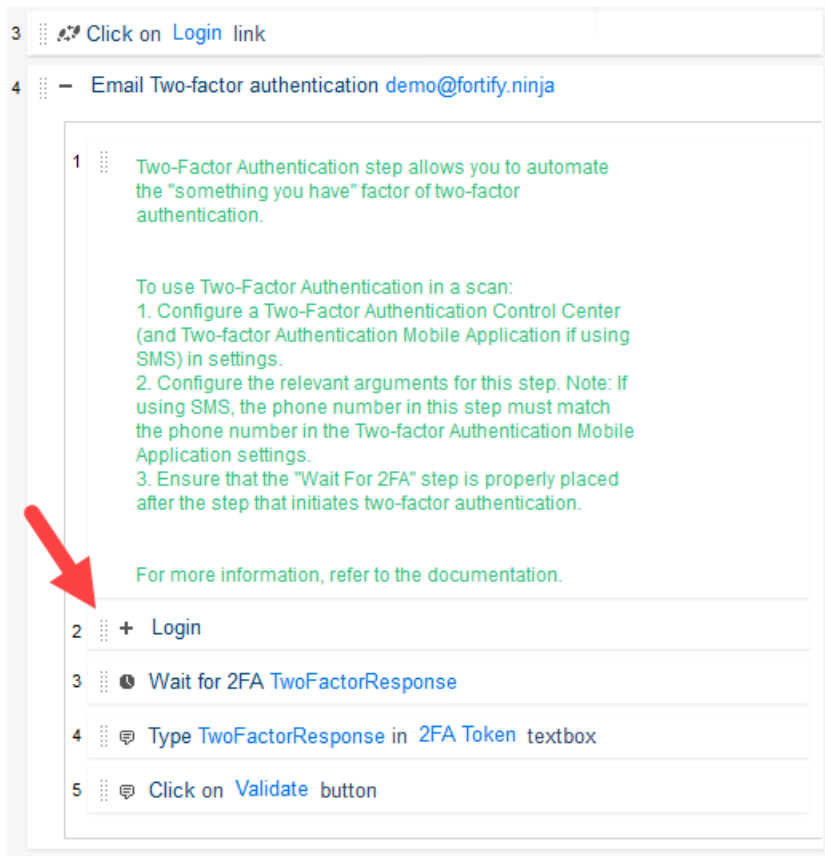 3 Click on Login link
4 Email Two-factor authentication demo@fortify.ninja
1 Two-Factor Authentication step allows you to automate
the "something you have" factor of two-factor
authentication.
To use Two-Factor Authentication in a scan:
1. Configure a Two-Factor Authentication Control Center
(and Two-factor Authentication Mobile Application if using
SMS) in settings.
2. Configure the relevant arguments for this step. Note: If
using SMS, the phone number in this step must match
the phone number in the Two-factor Authentication Mobile
Application settings.
3. Ensure that the "Wait For 2FA" step is properly placed
after the step that initiates two-factor authentication.
For more information, refer to the documentation.
2 Login
3 Wait for 2FA TwoFactorResponse
4 Type TwoFactorResponse in 2FA Token textbox
5 Click on Validate button